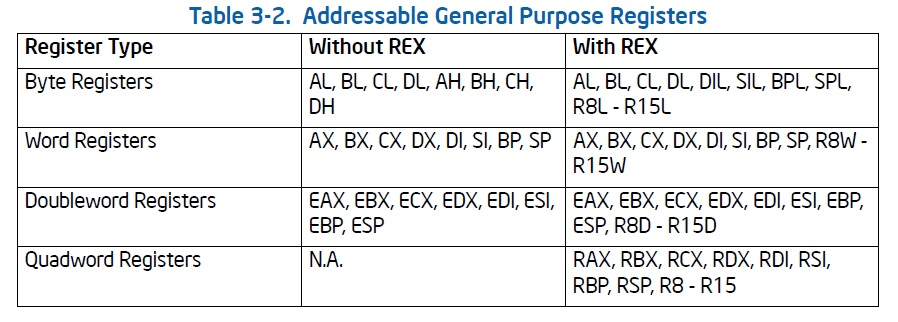 Table 3-2. Addressable General Purpose Registers
Register Type Without REX With REX
Byte Registers AL, BL, CL, DL, AH, BH, CH, AL, BL, CL, DL, DIL, SIL, BPL, SPL,
DH R8L - R15L
Word Registers AX, BX, CX, DX, DI, SI, BP, SP AX, BX, CX, DX, DI, SI, BP, SP, R8W -
R15W
Doubleword Registers EAX, EBX, ECX, EDX, EDI, ESI, EAX, EBX, ECX, EDX, EDI, ESI, EBP,
EBP, ESP ESP, R8D - R15D
Quadword Registers N.A. RAX, RBX, RCX, RDX, RDI, RSI,
RBP, RSP, R8 - R15